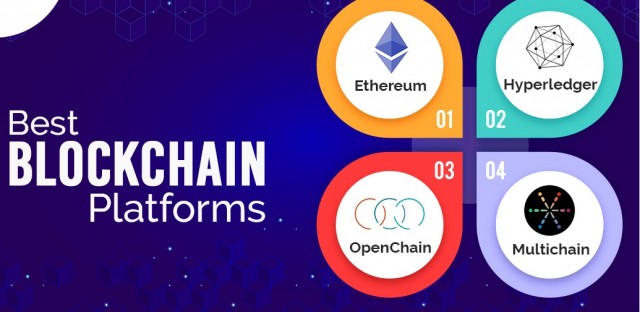 Best
BLOCKCHAIN
Platforms
Ethereum
01
Hyperledger
02
03
OpenChain
04
Multichain